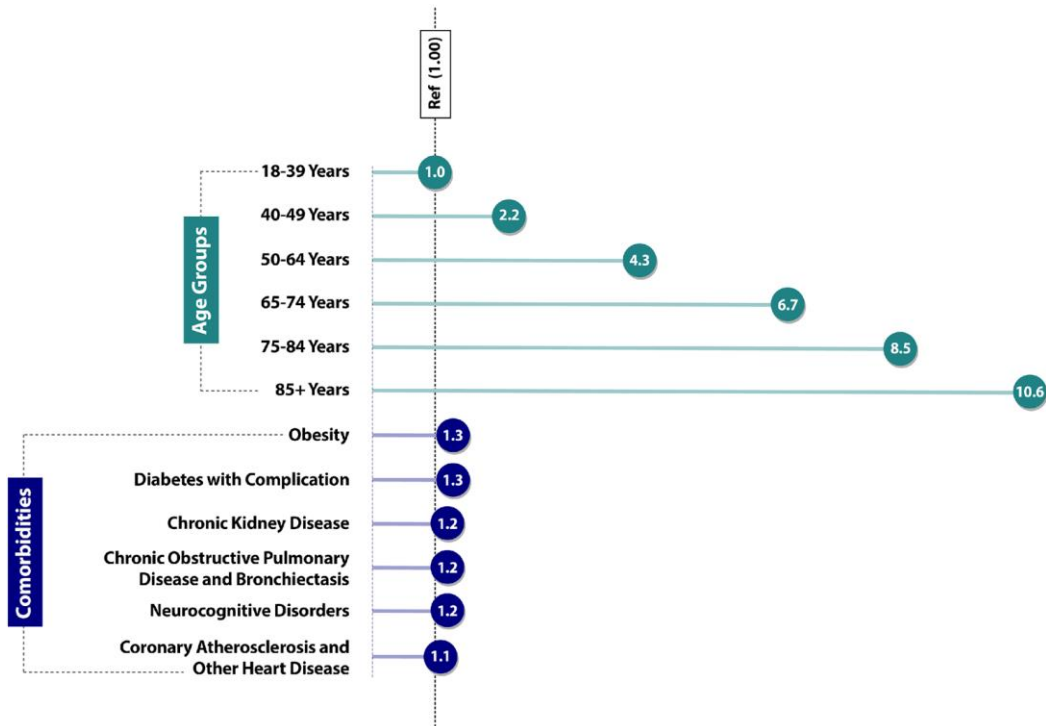 Ref (1.00)
Age Groups
18-39 Years
1.0
40-49 Years
2.2
50-64 Years
4.3
65-74 Years
6.7
75-84 Years
8.5
85+ Years
10.6
Comorbidities
Obesity
1.3
Diabetes with Complication
1.3
Chronic Kidney Disease
1.2
Chronic Obstructive Pulmonary
Disease and Bronchiectasis
1.2
Neurocognitive Disorders
1.2
Coronary Atherosclerosis and
Other Heart Disease
1.1